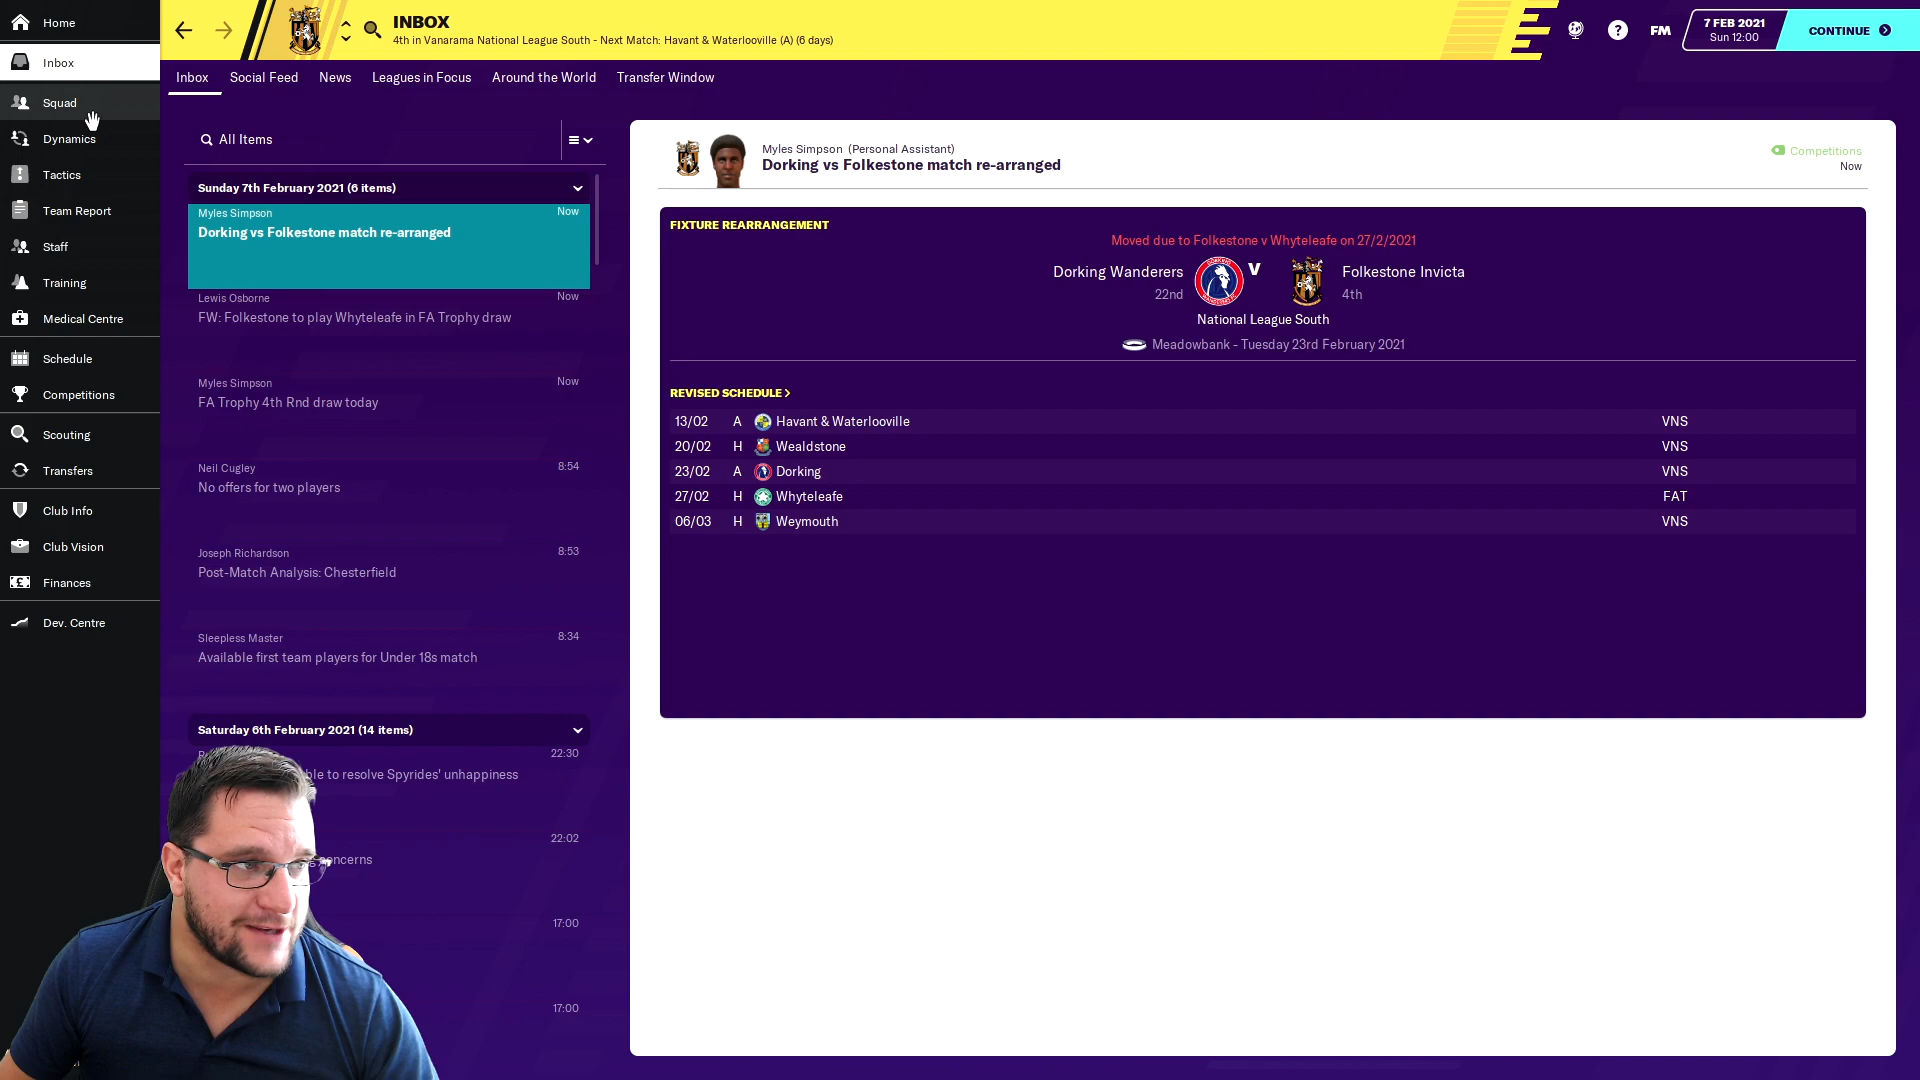 Home
Inbox
Squad
Dynamics
Tactics
Team Report
Staff
Training
Medical Centre
Schedule
Competitions
Scouting
Transfers
Club Info
Club Vision
Finances
Dev. Centre
INBOX
4th in Vanarama National League South - Next Match: Havant & Waterlooville (A) (6 days)
FM
7 FEB 2021
Sun 12:00
CONTINUE
Inbox Social Feed News Leagues in Focus Around the World Transfer Window
All Items
Sunday 7th February 2021 (6 items)
Myles Simpson Now
Dorking vs Folkestone match re-arranged
Lewis Osborne Now
FW: Folkestone to play Whyteleafe in FA Trophy draw
Myles Simpson Now
FA Trophy 4th Rnd draw today
Neil Cugley 8:54
No offers for two players
Joseph Richardson 8:53
Post-Match Analysis: Chesterfield
Sleepless Master 8:34
Available first team players for Under 18s match
Saturday 6th February 2021 (14 items)
22:30
to resolve Spyrides' unhappiness
22:02
17:00
17:00
Myles Simpson (Personal Assistant)
Dorking vs Folkestone match re-arranged
Competitions
Now
FIXTURE REARRANGEMENT
Moved due to Folkestone v Whyteleafe on 27/2/2021
Dorking Wanderers V Folkestone Invicta
22nd 4th
National League South
Meadowbank - Tuesday 23rd February 2021
REVISED SCHEDULE >
13/02 A Havant & Waterlooville VNS
20/02 H Wealdstone VNS
23/02 A Dorking VNS
27/02 H Whyteleafe FAT
06/03 H Weymouth VNS